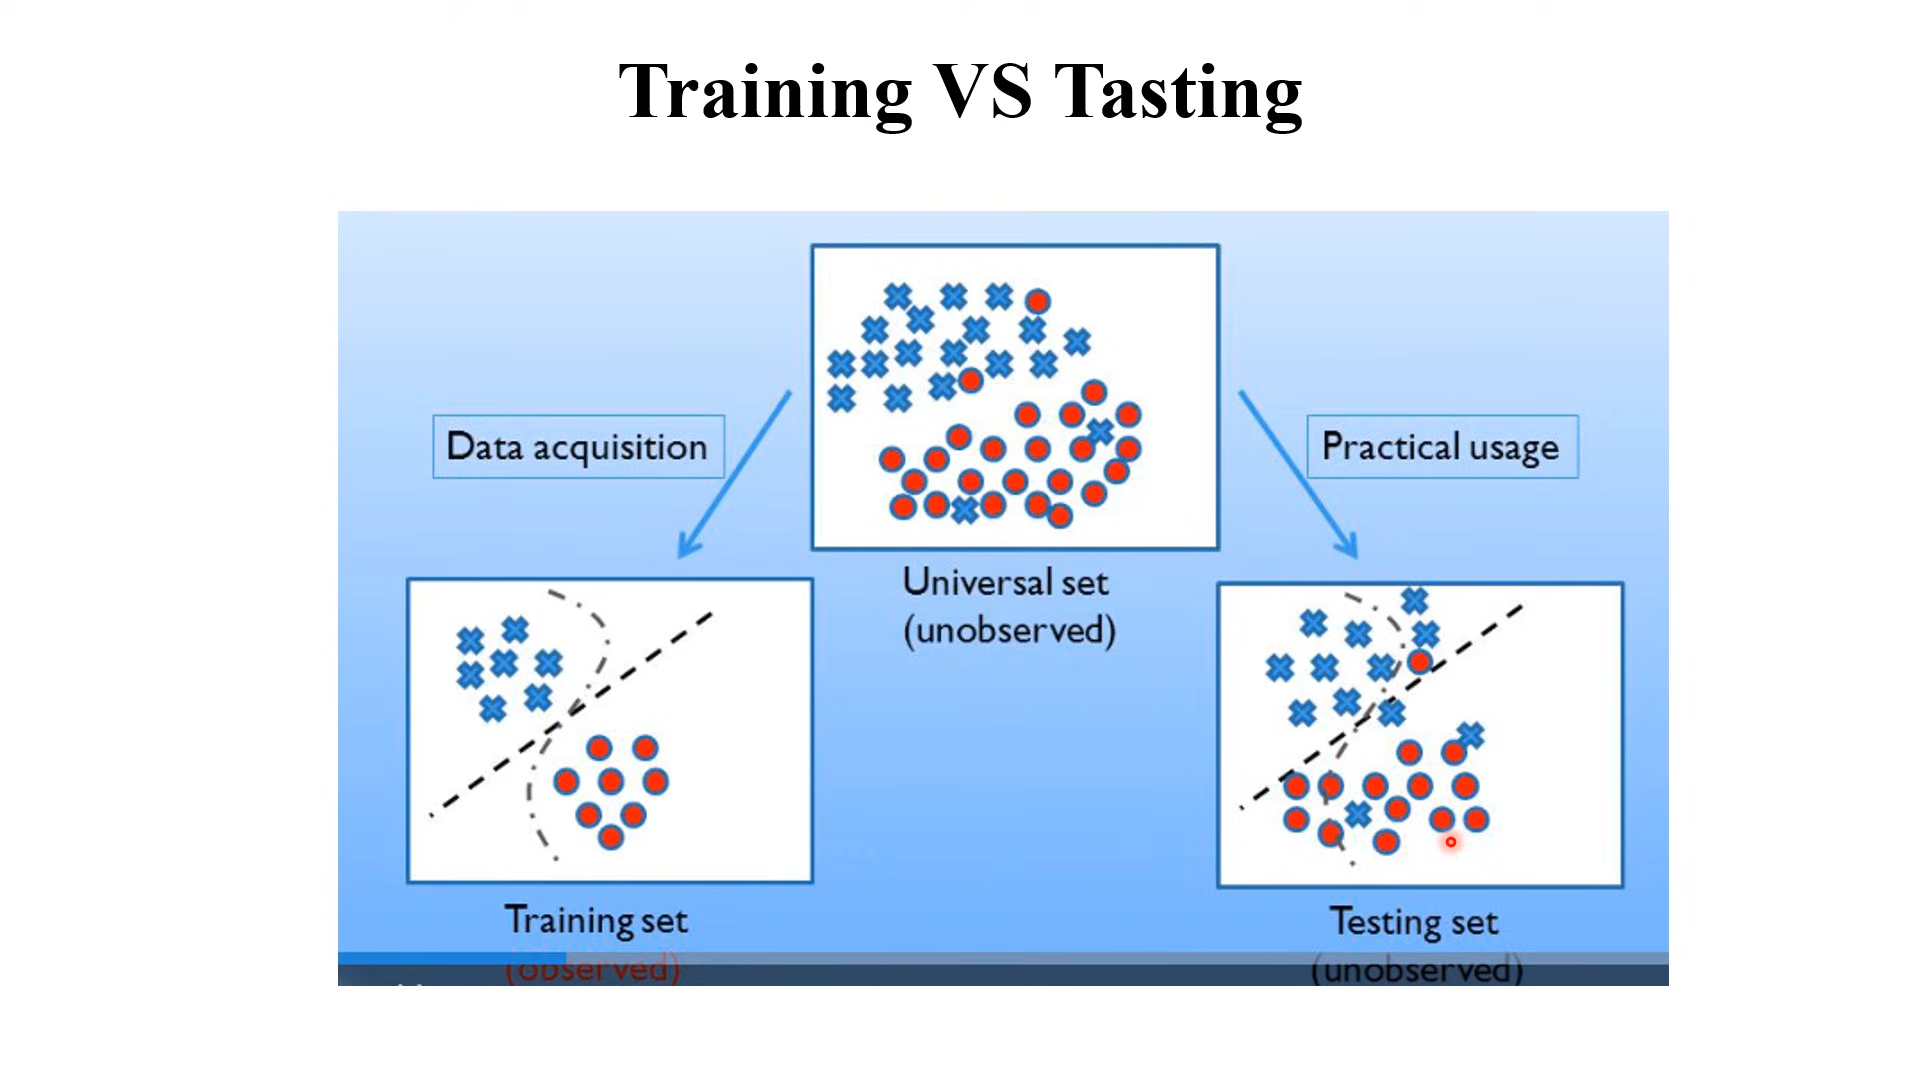 Training VS Tasting
Data acquisition
Practical usage
Universal set
(unobserved)
Training set
(observed)
Testing set
(unobserved)